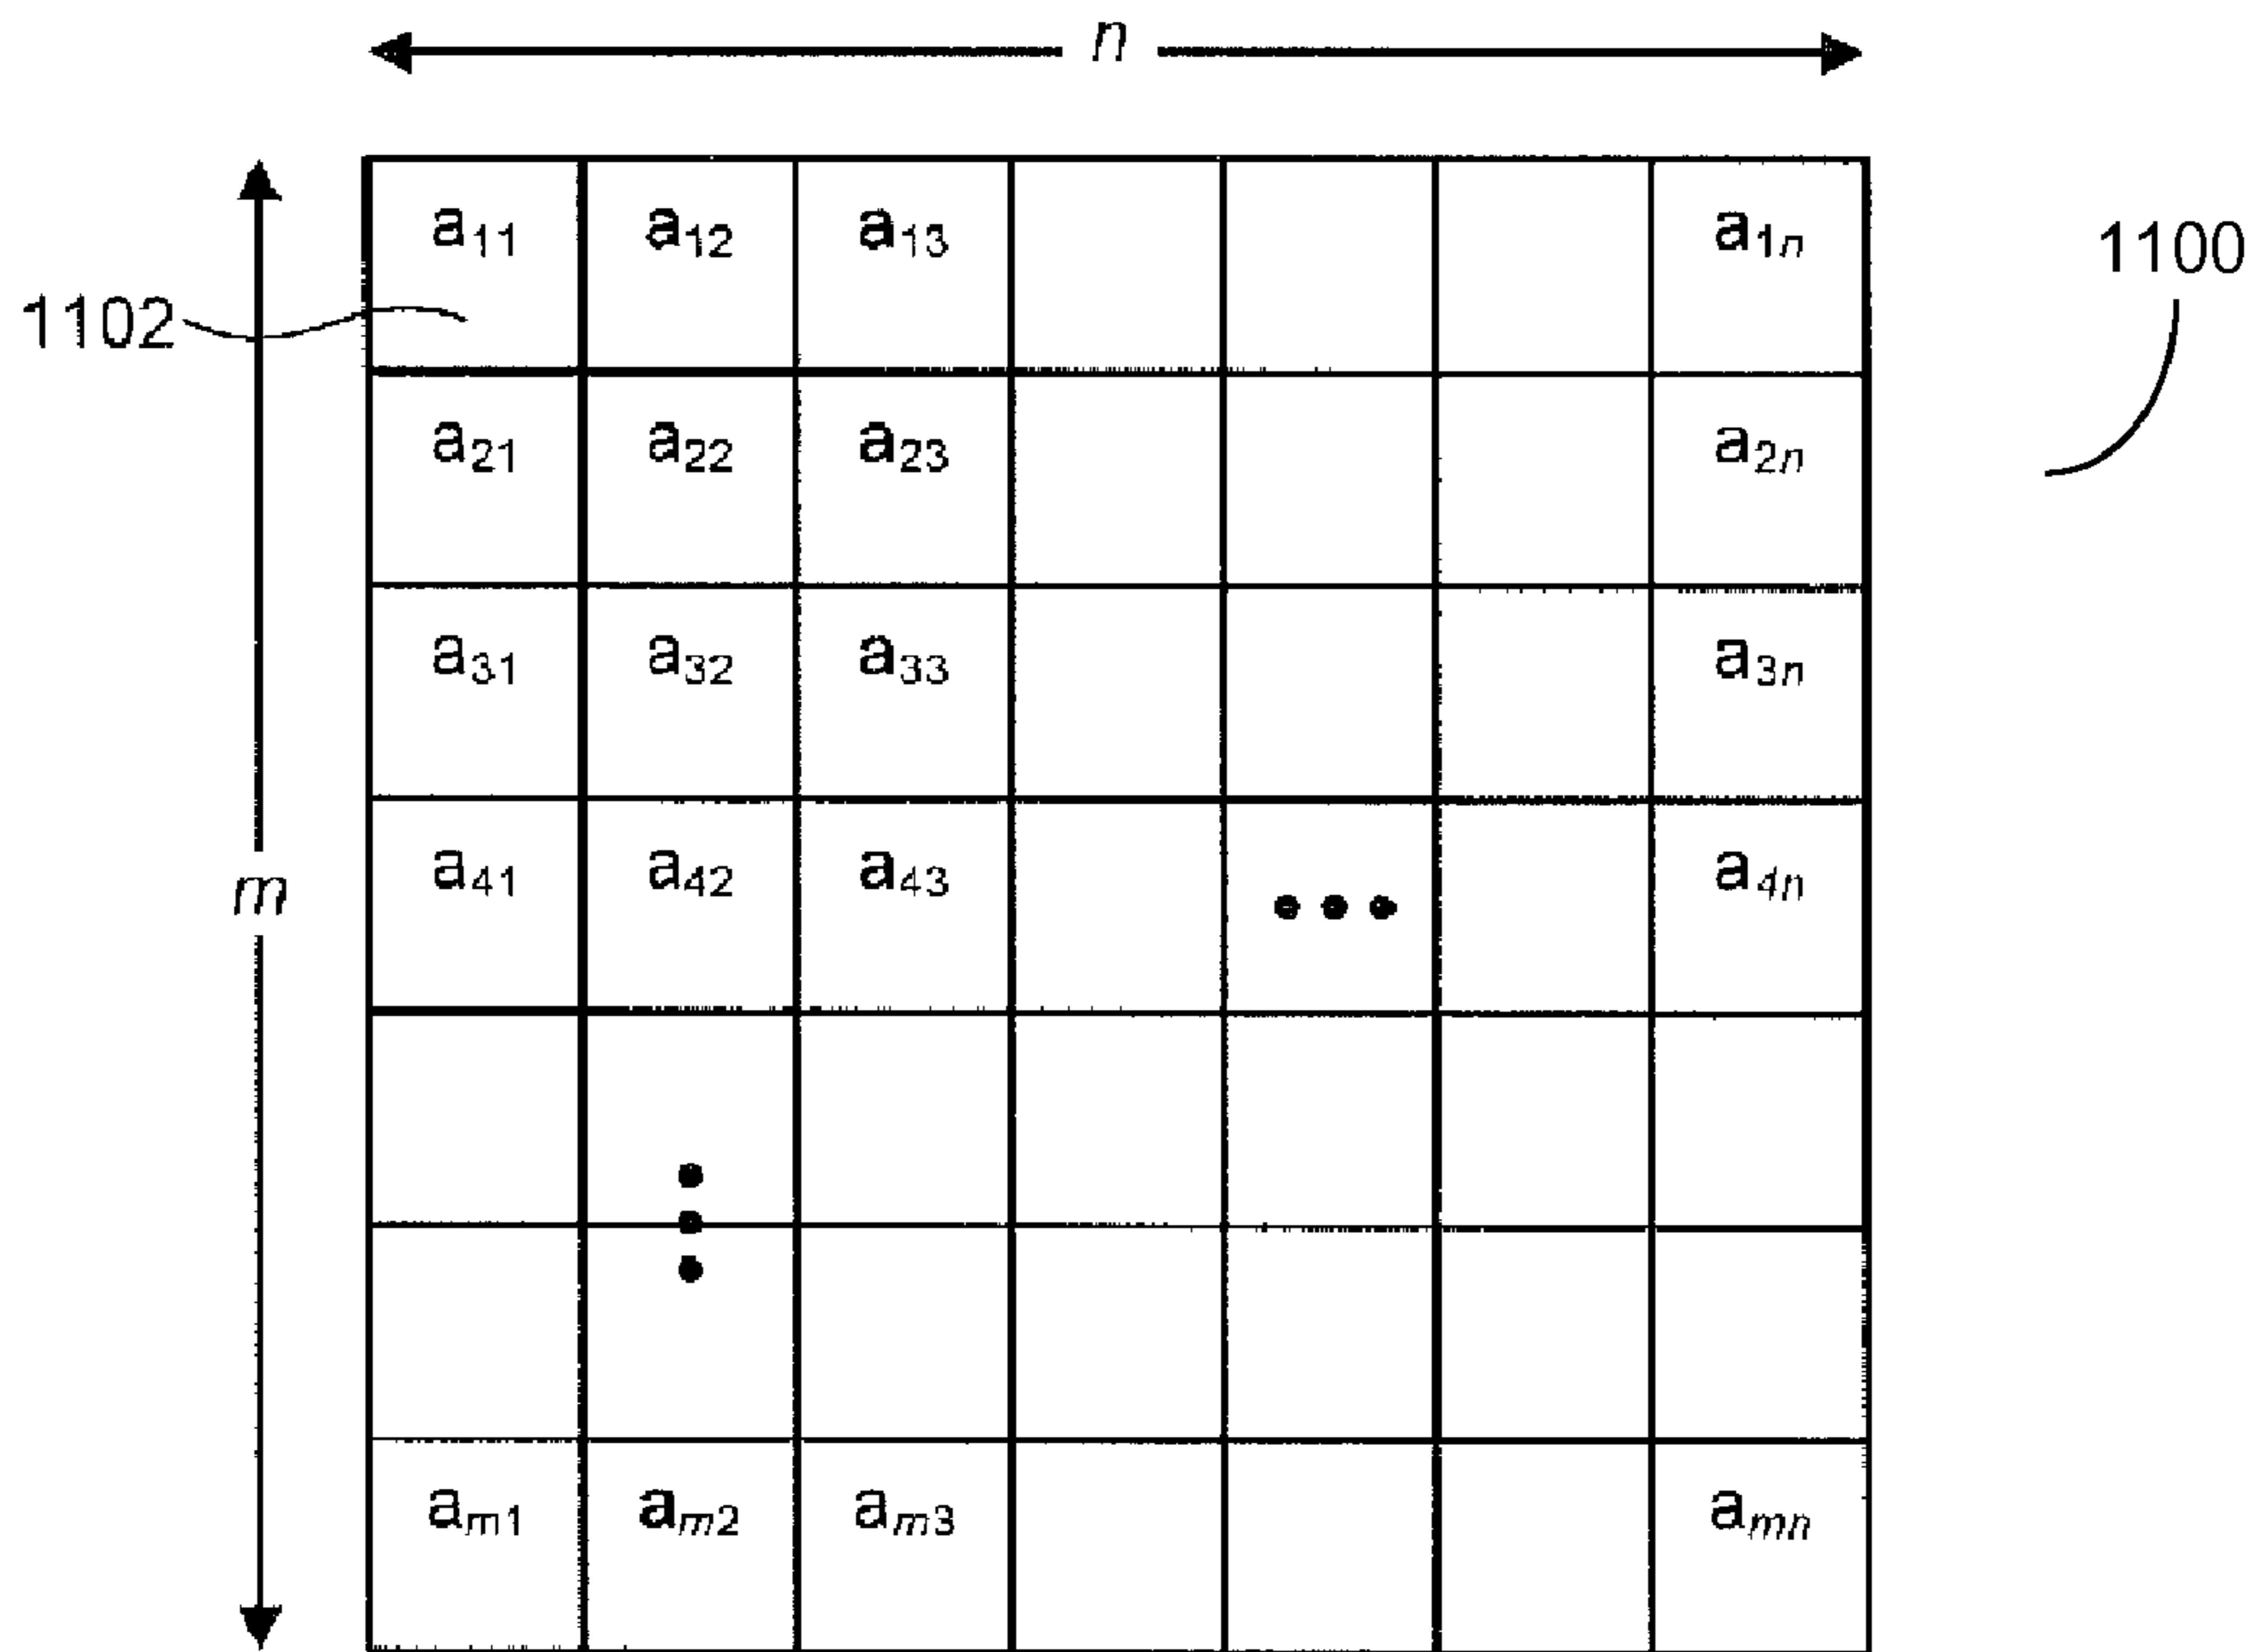 n
a11 a12 a13 a1n
1100
1102
a21 a22 a23 a2n
a31 a32 a33 a3n
m
a41 a42 a43 ••• a4n
am1 am2 am3 amn